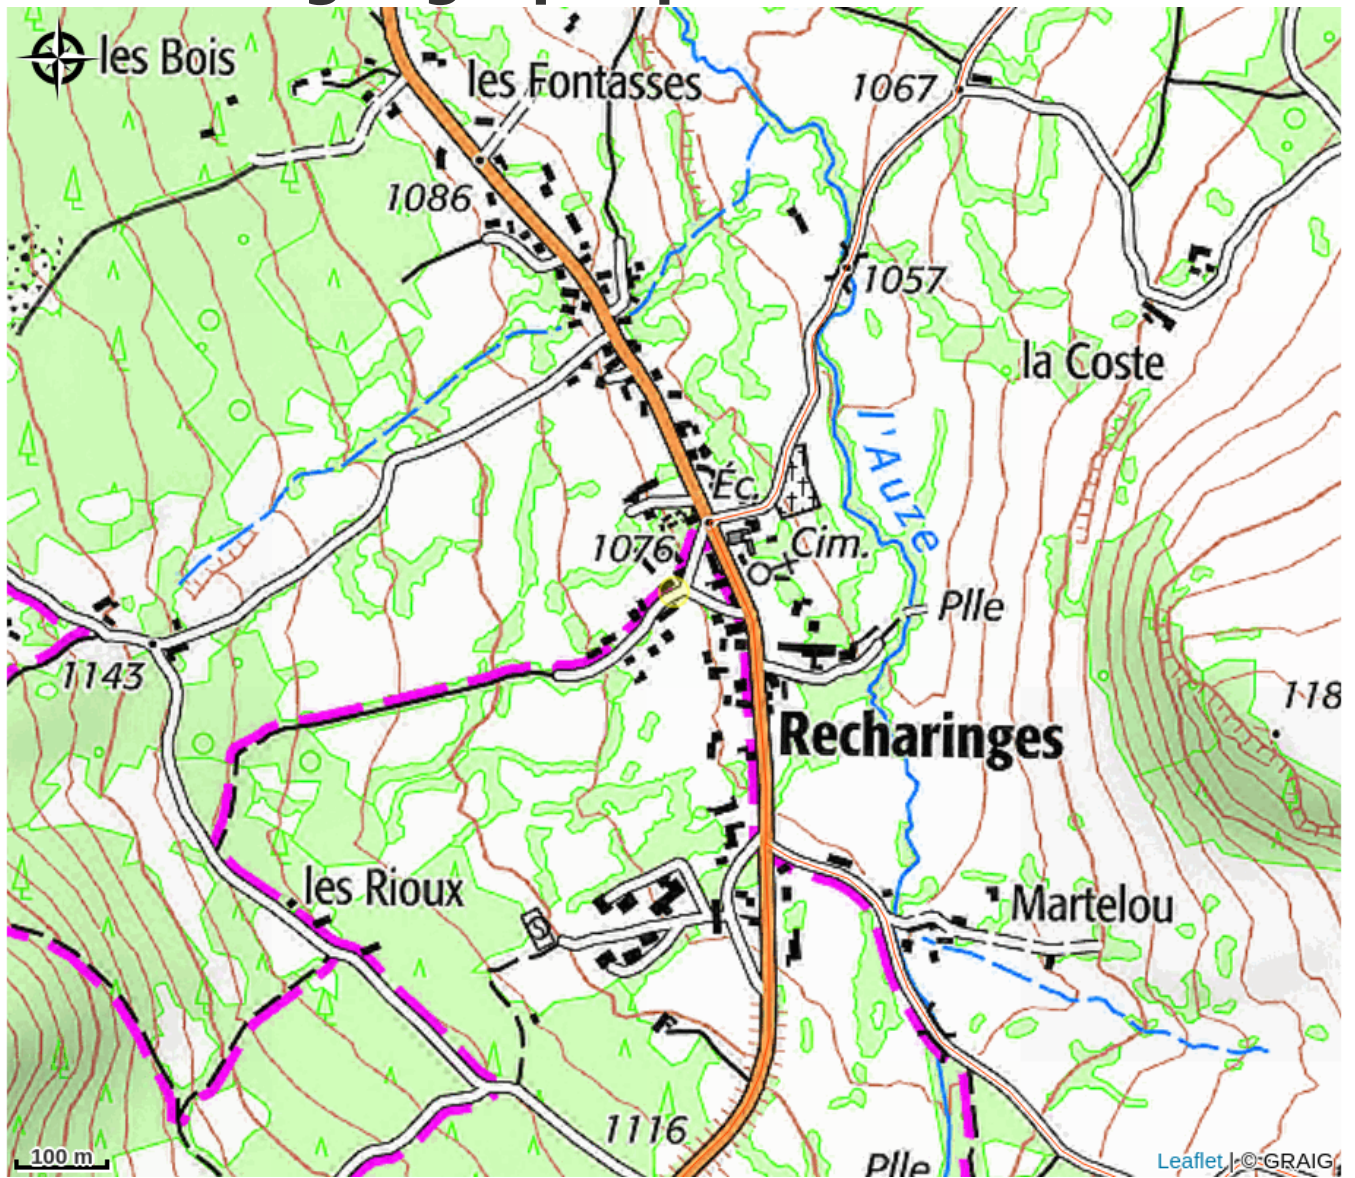 les Bois
les Fontasses
1067
1086
1057
la Coste
l'Auze
Éc.
1076
Cim.
Plle
1143
118
Recharinges
les Rioux
Martelou
S
1116
Plle
100 m
Leaflet | © GRAIG